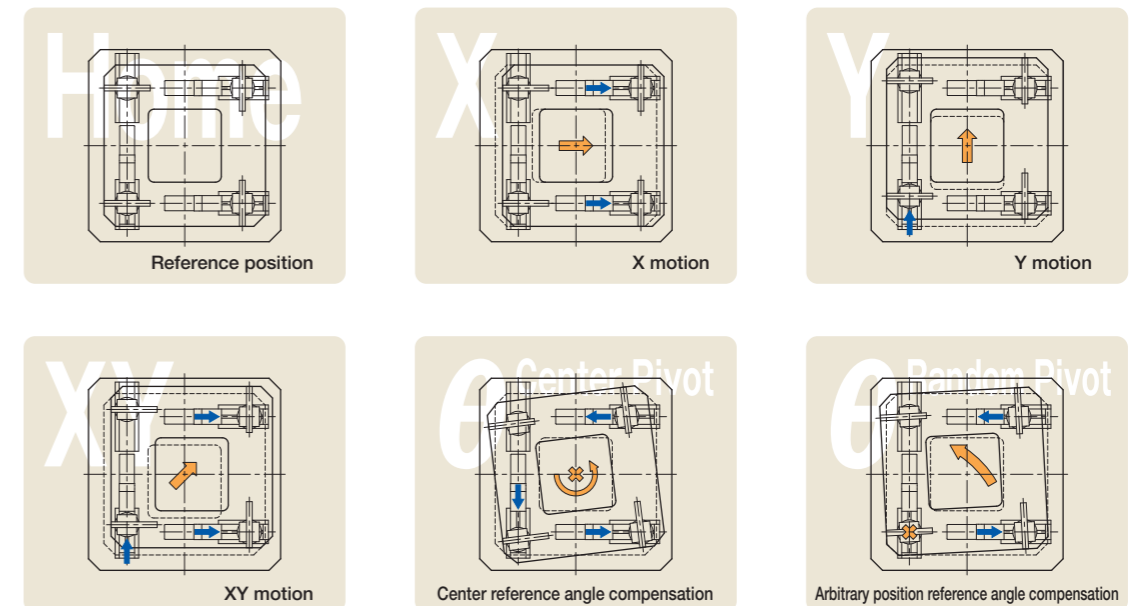 Home
Reference position
X
X motion
Y
Y motion
XY
XY motion
θ Center Pivot
Center reference angle compensation
θ Random Pivot
Arbitrary position reference angle compensation